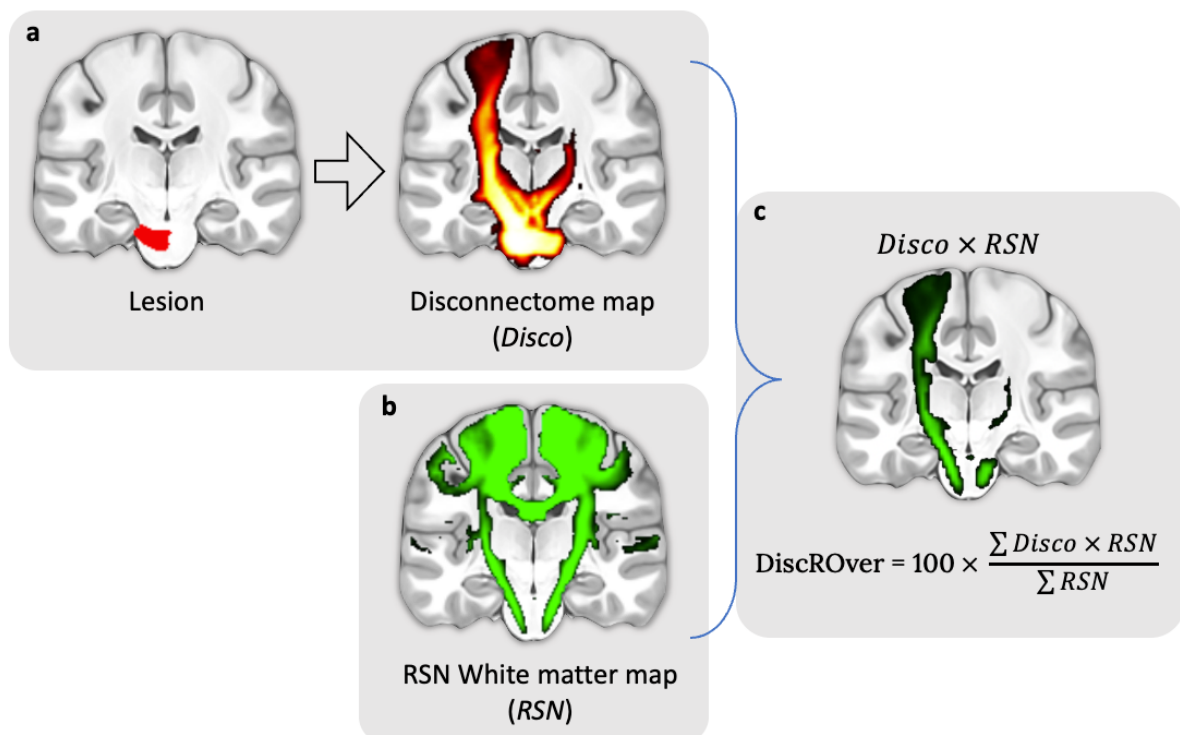 a
Lesion
Disconnectome map
(Disco)
b
RSN White matter map
(RSN)
c
Disco × RSN
DiscROver = 100 × ∑ Disco × RSN
∑ RSN